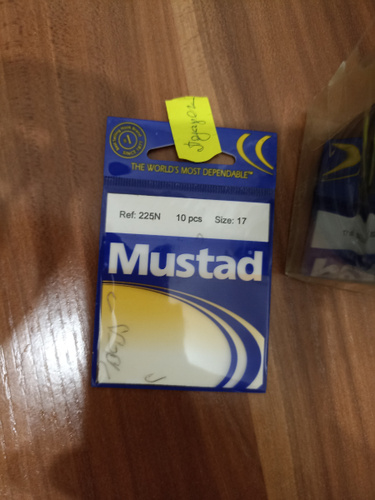 THE WORLD'S MOST DEPENDABLE™
Ref: 225N 10 pcs Size: 17
Mustad